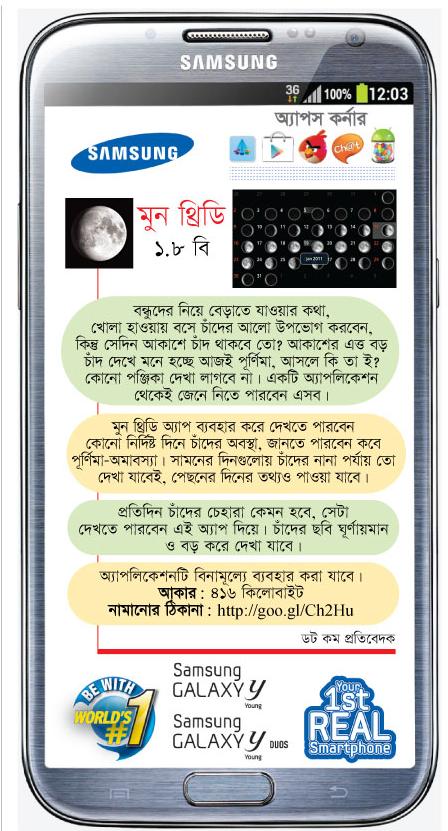 SAMSUNG
3G 100% 12:03
অ্যাপস কর্নার
SAMSUNG
Ch@t
মুন থ্রিডি
১.৮ বি
Jan 2011
বন্ধুদের নিয়ে বেড়াতে যাওয়ার কথা,
খোলা হাওয়ায় বসে চাঁদের আলো উপভোগ করবেন,
কিন্তু সেদিন আকাশে চাঁদ থাকবে তো? আকাশের এত্ত বড়
চাঁদ দেখে মনে হচ্ছে আজই পূর্ণিমা, আসলে কি তা ই?
কোনো পঞ্জিকা দেখা লাগবে না। একটি অ্যাপলিকেশন
থেকেই জেনে নিতে পারবেন এসব।
মুন থ্রিডি অ্যাপ ব্যবহার করে দেখতে পারবেন
কোনো নির্দিষ্ট দিনে চাঁদের অবস্থা, জানতে পারবেন কবে
পূর্ণিমা-অমাবস্যা। সামনের দিনগুলোয় চাঁদের নানা পর্যায় তো
দেখা যাবেই, পেছনের দিনের তথ্যও পাওয়া যাবে।
প্রতিদিন চাঁদের চেহারা কেমন হবে, সেটা
দেখতে পারবেন এই অ্যাপ দিয়ে। চাঁদের ছবি ঘূর্ণায়মান
ও বড় করে দেখা যাবে।
অ্যাপলিকেশনটি বিনামূল্যে ব্যবহার করা যাবে।
আকার : ৪১৬ কিলোবাইট
নামানোর ঠিকানা : http://goo.gl/Ch2Hu
ডট কম প্রতিবেদক
BE WITH
WORLD'S
#1
Samsung
GALAXY y
Young
Samsung
GALAXY y DUOS
Young
Your
1st
REAL
Smartphone